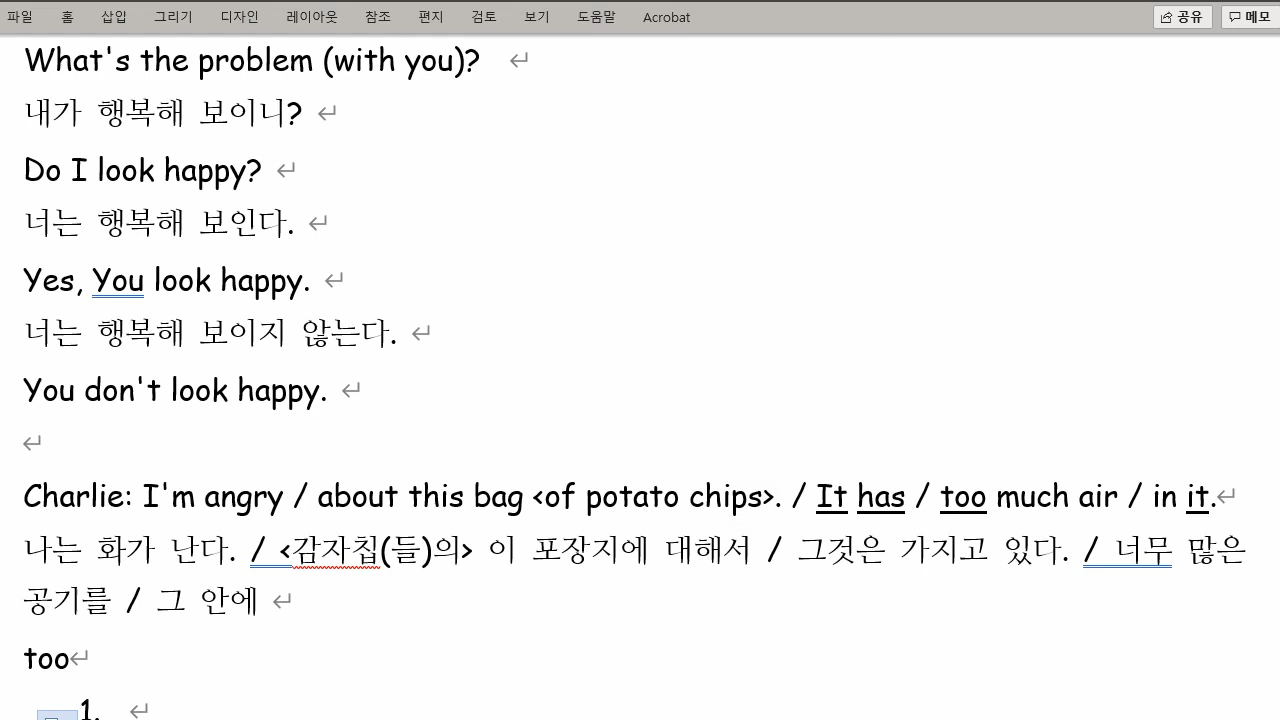 파일 홈 삽입 그리기 디자인 레이아웃 참조 편지 검토 보기 도움말 Acrobat 공유 메모
What's the problem (with you)?
내가 행복해 보이니?
Do I look happy?
너는 행복해 보인다.
Yes, You look happy.
너는 행복해 보이지 않는다.
You don't look happy.
Charlie: I'm angry / about this bag <of potato chips>. / It has / too much air / in it.
나는 화가 난다. / <감자칩(들)의> 이 포장지에 대해서 / 그것은 가지고 있다. / 너무 많은
공기를 / 그 안에
too
1.